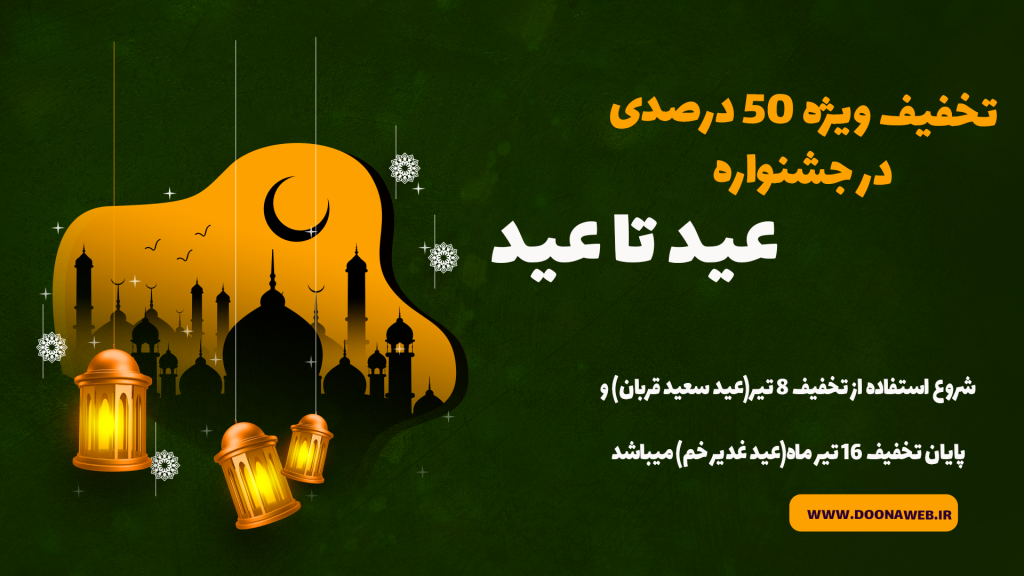 تخفیف ویژه 50 درصدی
در جشنواره
عید تا عید
شروع استفاده از تخفیف 8 تیر(عید سعید قربان) و
پایان تخفیف 16 تیر ماه(عید غدیر خم) میباشد
WWW.DOONAWEB.IR